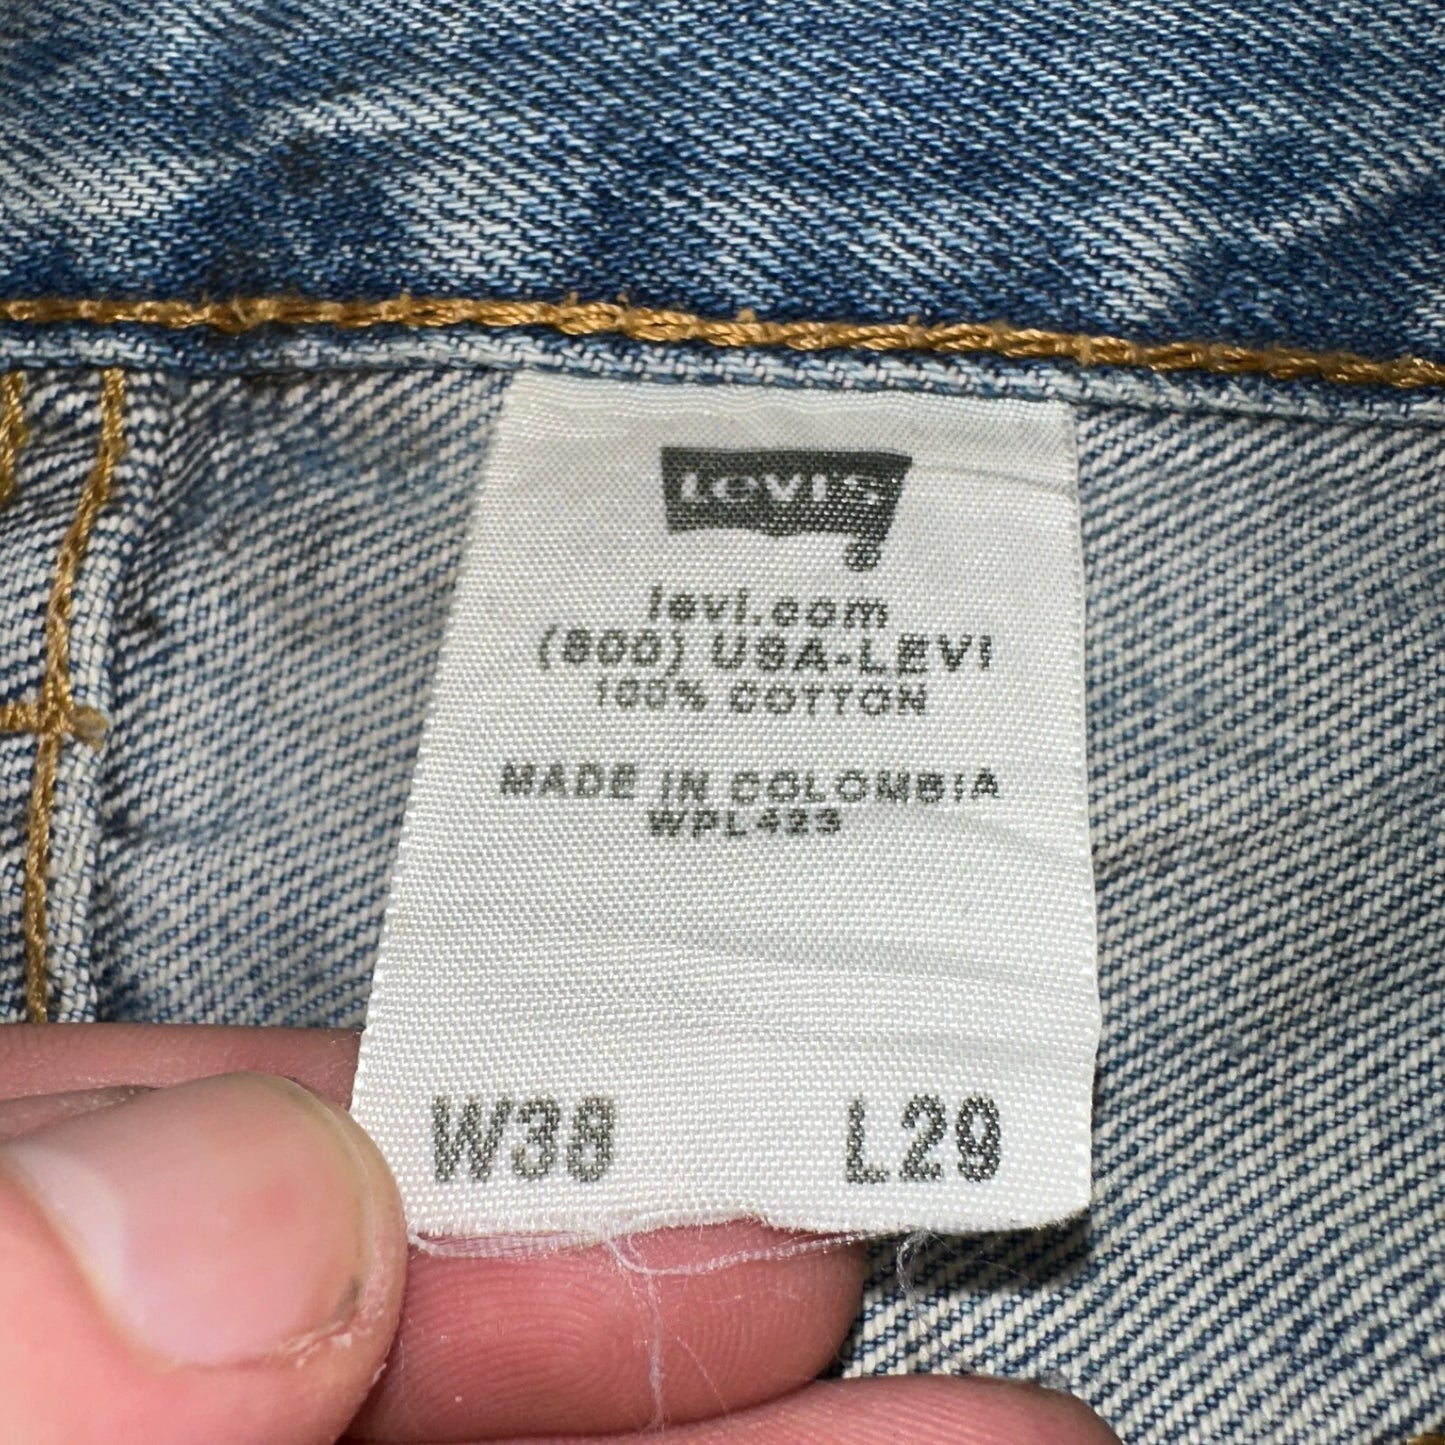 Levi's
®
levi.com
(800) USA-LEVI
100% COTTON
MADE IN COLOMBIA
WPL423
W38 L29